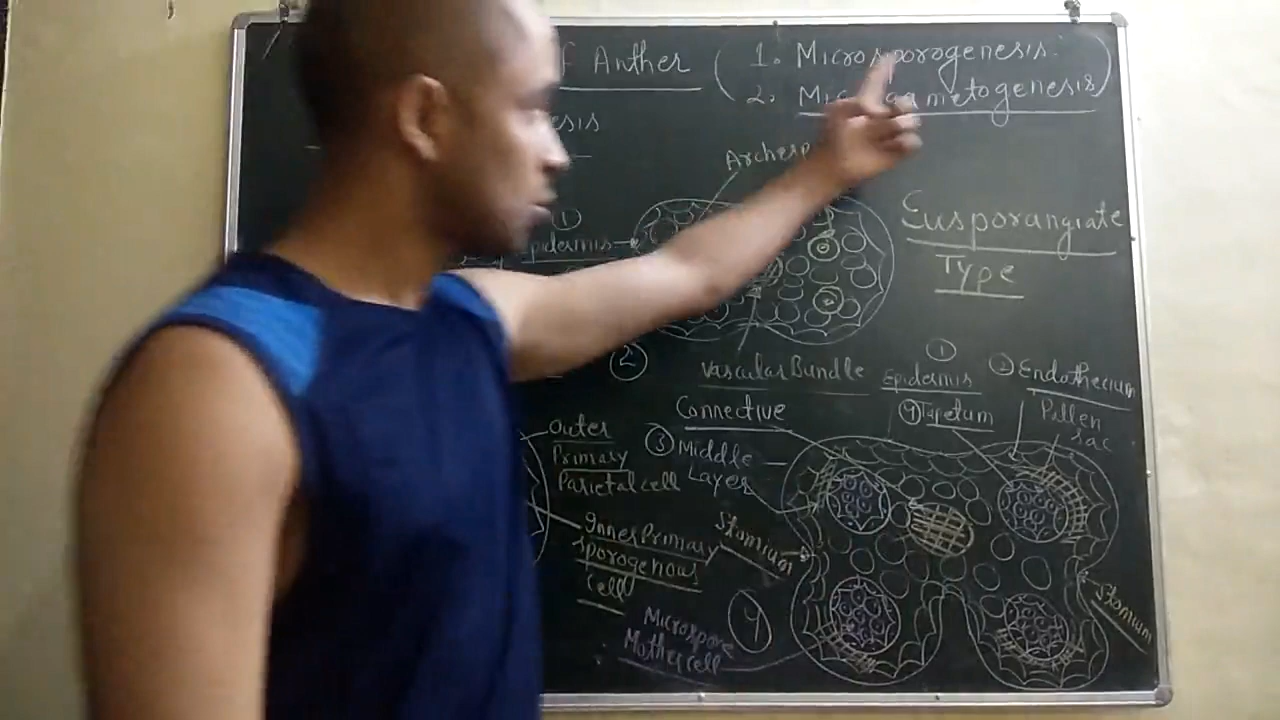 f Anther
1. Microsporogenesis
2. Microgametogenesis
esis
Archesp
Eusporangiate
Type
1
Epidermis
2
Vascular Bundle
1
Epidermis
2 Endothecium
Connective
4 Tapetum
Pollen
Sac
3 Middle
Layer
Outer
Primary
Parietal cell
Stomium
Inner Primary
Sporogenous
Cell
Stomium
4
Microspore
Mother cell